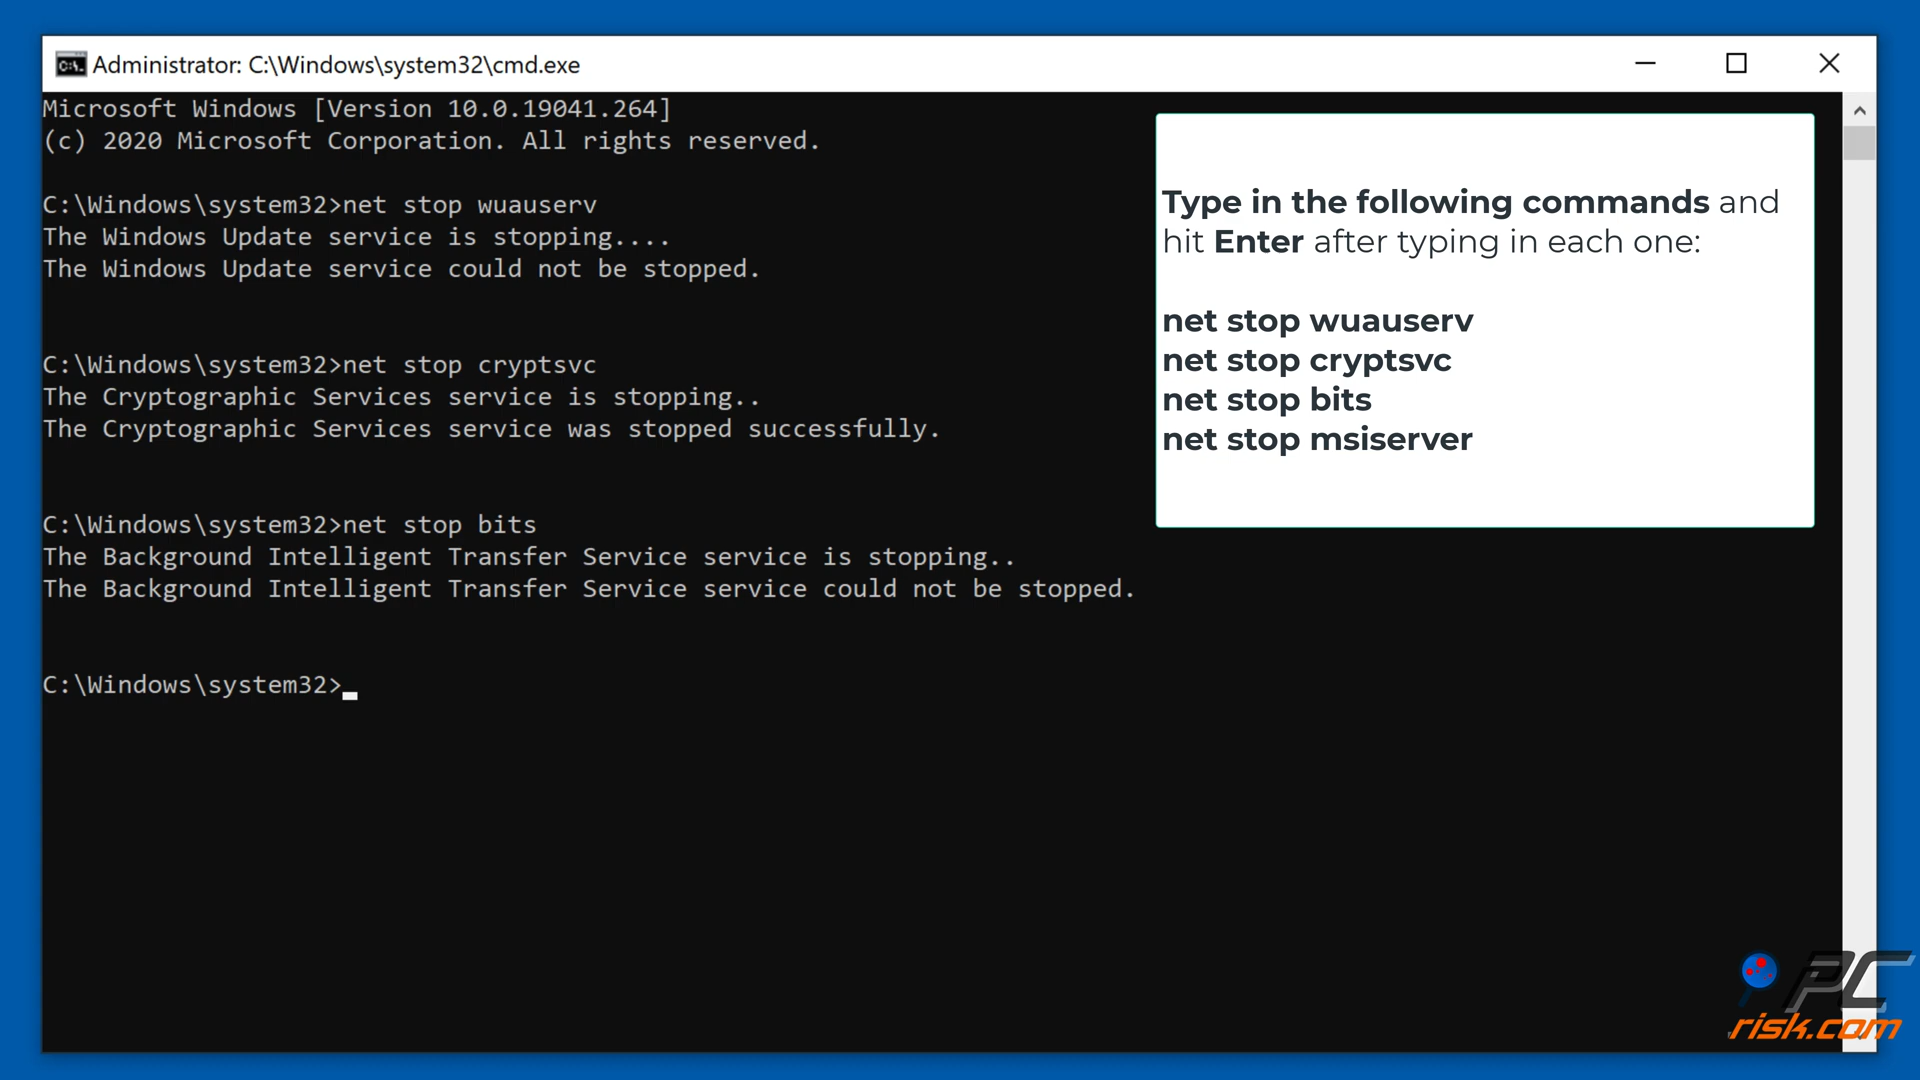 Administrator: C:\Windows\system32\cmd.exe
Microsoft Windows [Version 10.0.19041.264]
(c) 2020 Microsoft Corporation. All rights reserved.
C:\Windows\system32>net stop wuauserv
The Windows Update service is stopping....
The Windows Update service could not be stopped.
C:\Windows\system32>net stop cryptsvc
The Cryptographic Services service is stopping..
The Cryptographic Services service was stopped successfully.
C:\Windows\system32>net stop bits
The Background Intelligent Transfer Service service is stopping..
The Background Intelligent Transfer Service service could not be stopped.
C:\Windows\system32>
Type in the following commands and
hit Enter after typing in each one:
net stop wuauserv
net stop cryptsvc
net stop bits
net stop msiserver
PC
risk.com